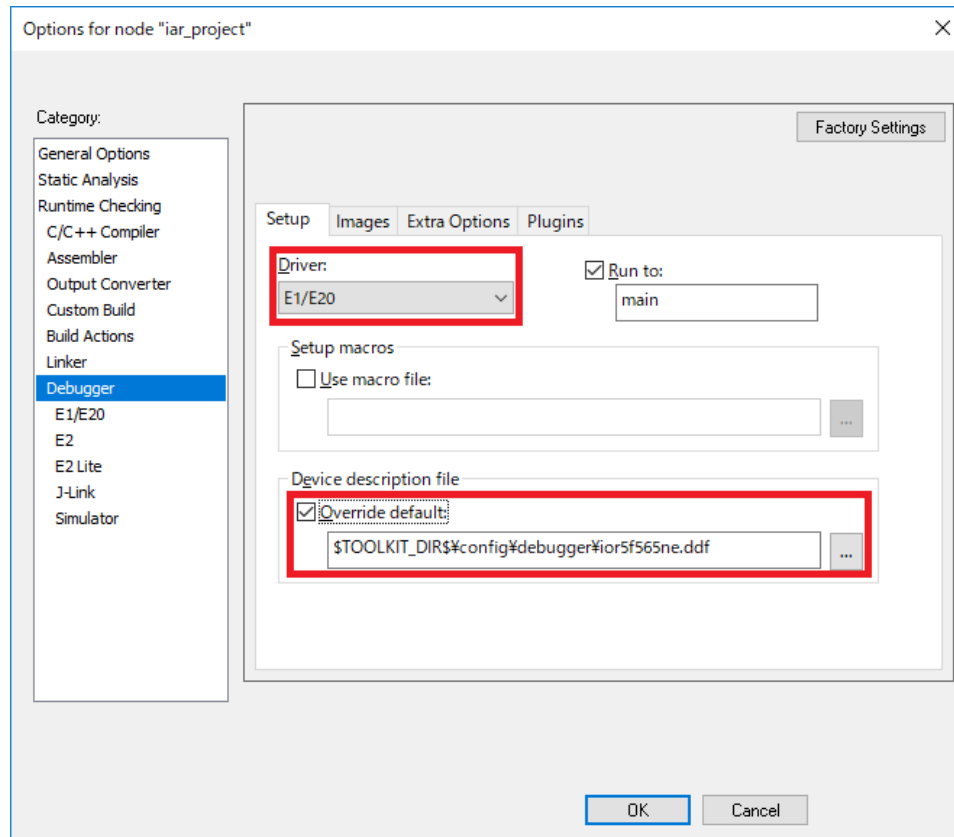 Options for node "iar_project"
Category:
Factory Settings
General Options
Static Analysis
Runtime Checking
C/C++ Compiler
Assembler
Output Converter
Custom Build
Build Actions
Linker
Debugger
E1/E20
E2
E2 Lite
J-Link
Simulator
Setup Images Extra Options Plugins
Driver:
E1/E20
Run to:
main
Setup macros
Use macro file:
...
Device description file
Override default:
$TOOLKIT_DIR$¥config¥debugger¥ior5f565ne.ddf
...
OK Cancel